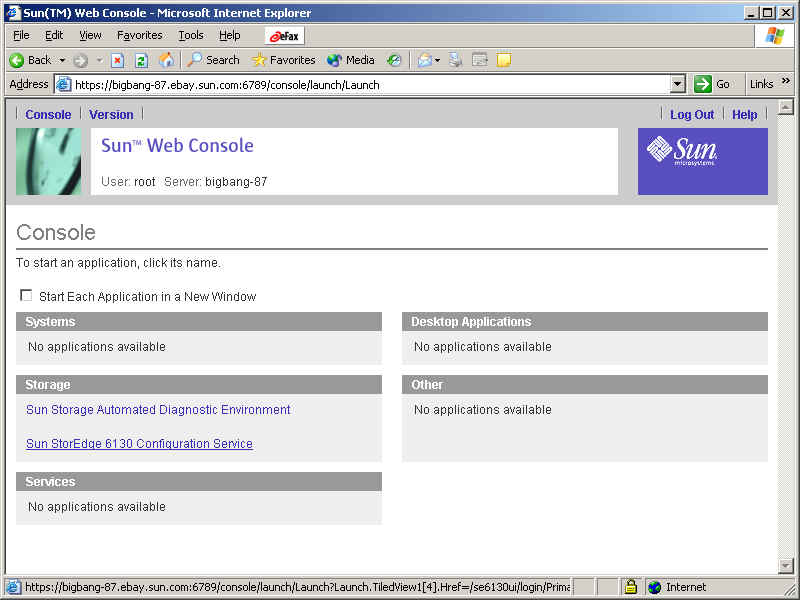 Sun(TM) Web Console - Microsoft Internet Explorer
File Edit View Favorites Tools Help eFax
Back Search Favorites Media
Address https://bigbang-87.ebay.sun.com:6789/console/launch/Launch Go Links »
Console Version Log Out Help
Sun™ Web Console
User: root Server: bigbang-87
Sun
microsystems
Console
To start an application, click its name.
Start Each Application in a New Window
Systems
No applications available
Desktop Applications
No applications available
Storage
Sun Storage Automated Diagnostic Environment
Sun StorEdge 6130 Configuration Service
Other
No applications available
Services
No applications available
https://bigbang-87.ebay.sun.com:6789/console/launch/Launch?Launch.TiledView1[4].Href=/se6130ui/login/Prima Internet